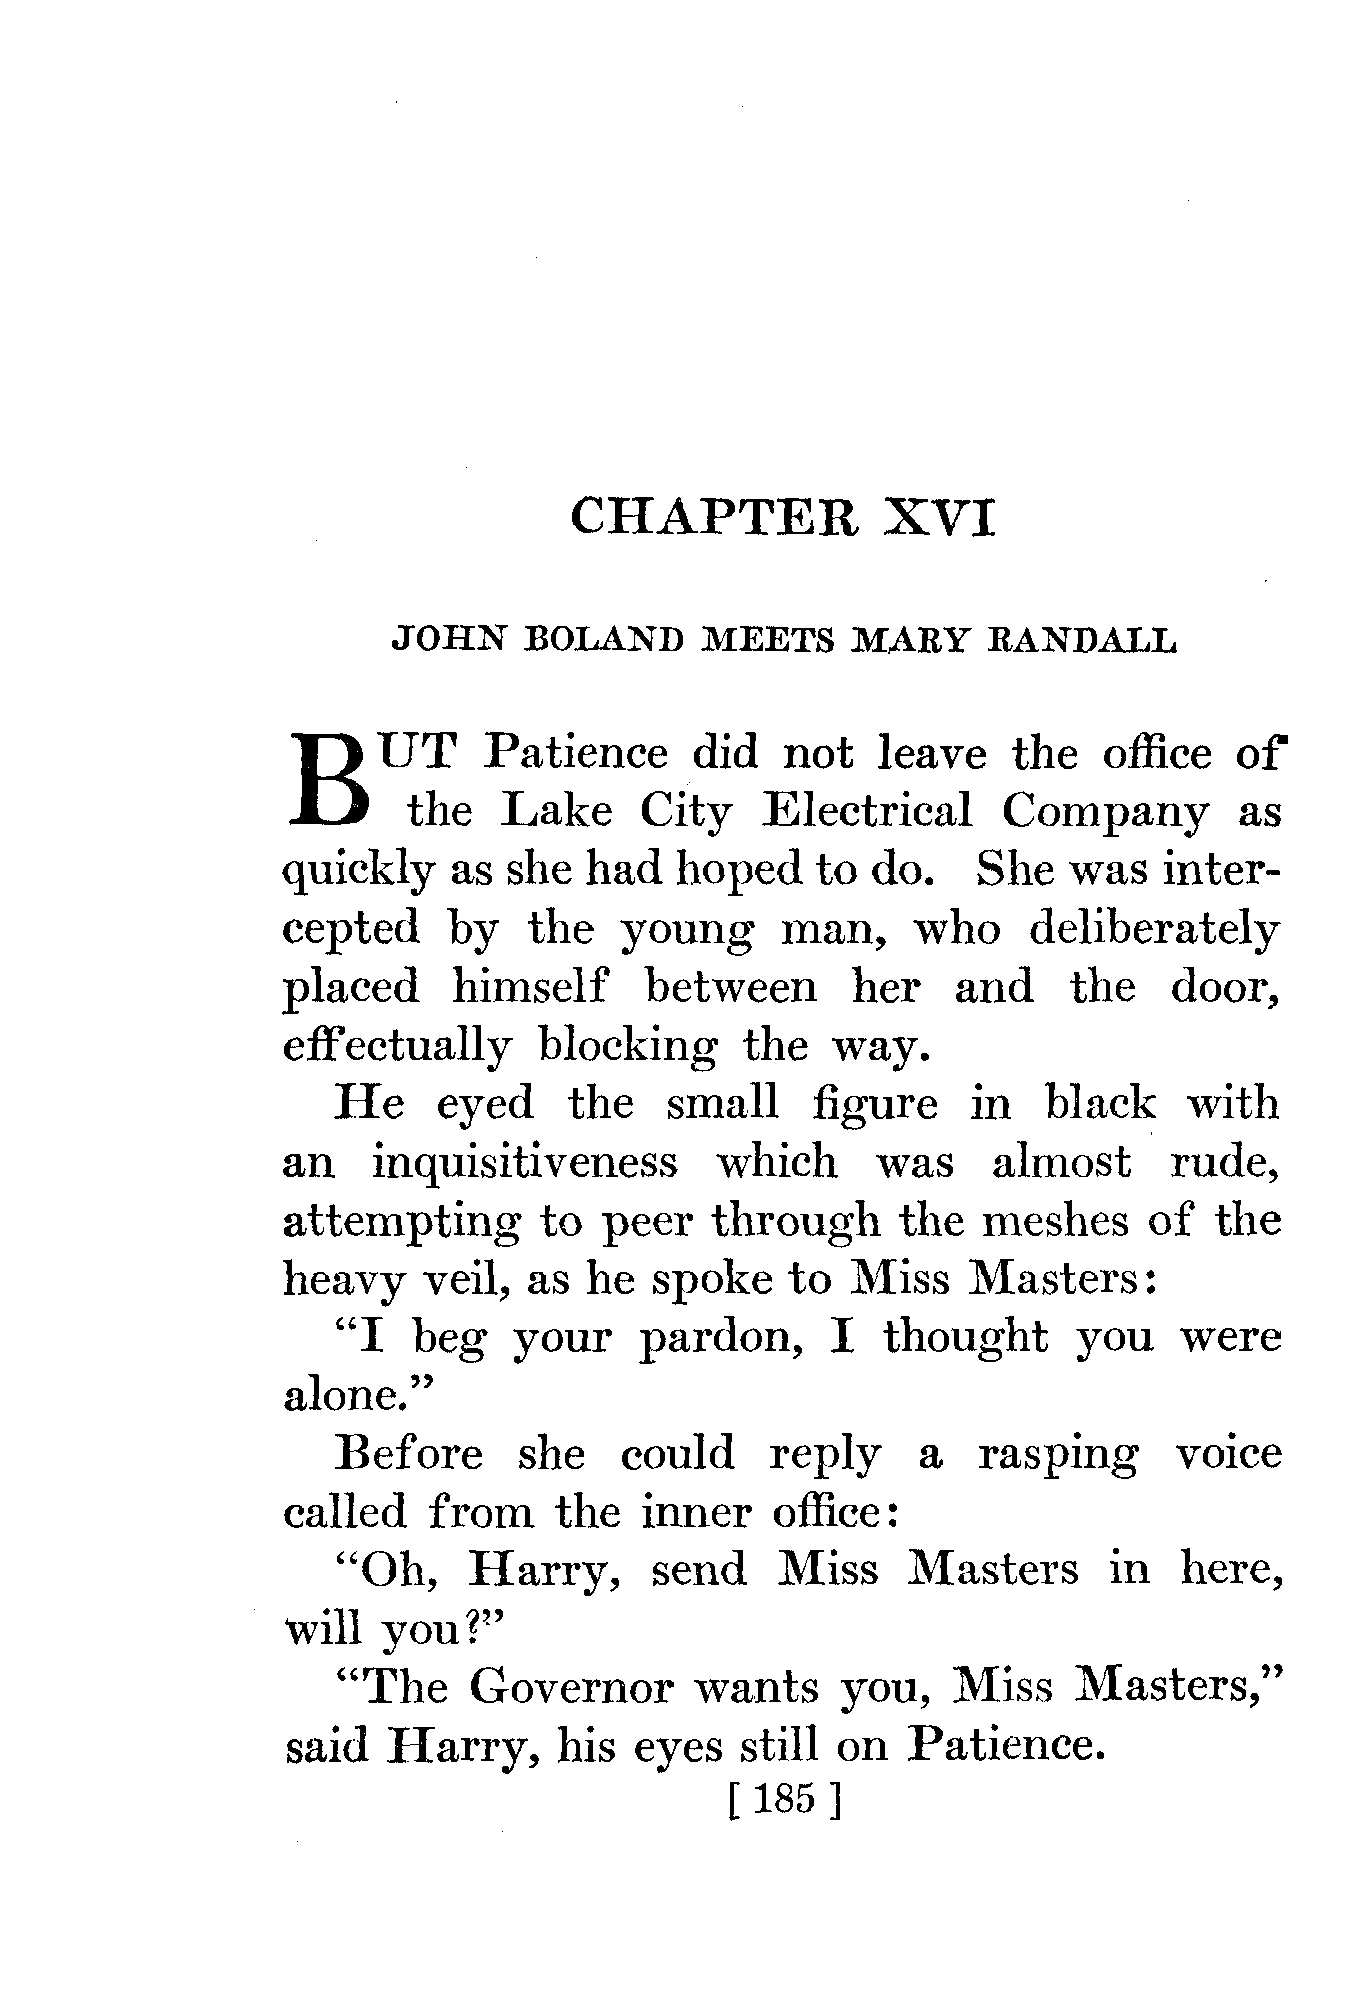 CHAPTER XVI
JOHN BOLAND MEETS MARY RANDALL
BUT Patience did not leave the office of
the Lake City Electrical Company as
quickly as she had hoped to do. She was inter-
cepted by the young man, who deliberately
placed himself between her and the door,
effectually blocking the way.
He eyed the small figure in black with
an inquisitiveness which was almost rude,
attempting to peer through the meshes of the
heavy veil, as he spoke to Miss Masters:
“I beg your pardon, I thought you were
alone.”
Before she could reply a rasping voice
called from the inner office:
“Oh, Harry, send Miss Masters in here,
will you?”
“The Governor wants you, Miss Masters,”
said Harry, his eyes still on Patience.
[ 185 ]